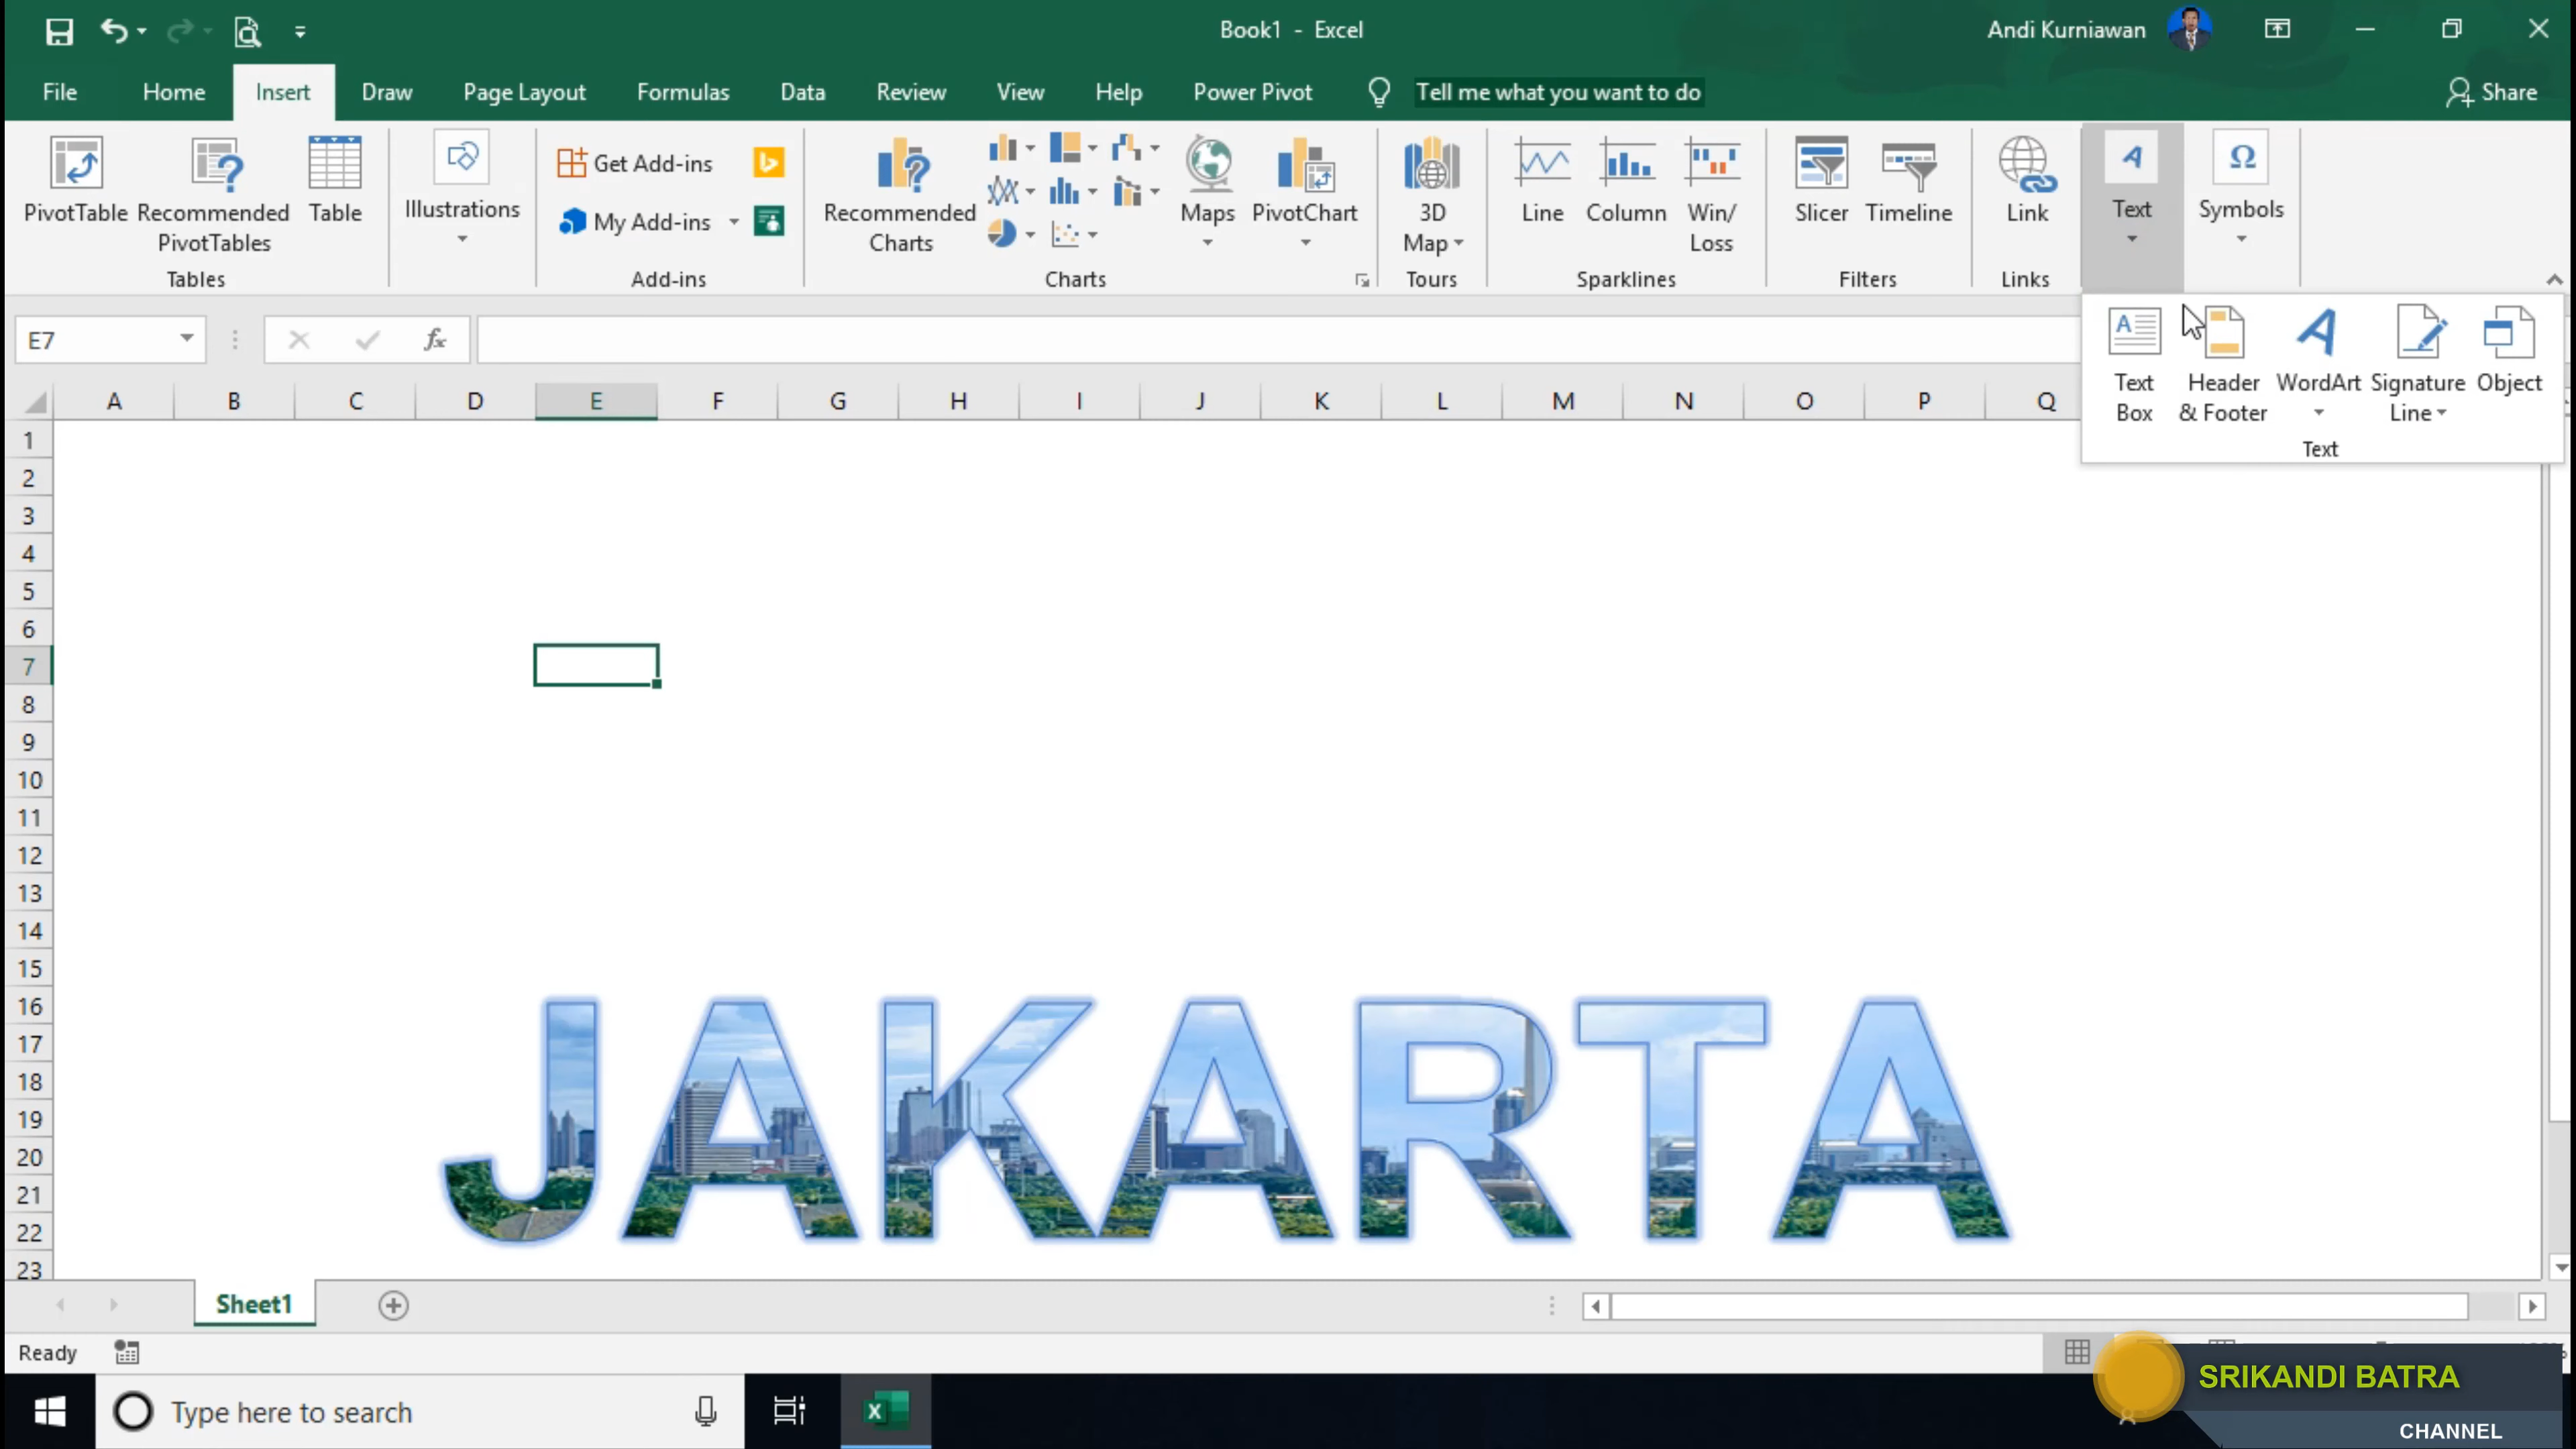 Book1 - Excel
Andi Kurniawan
File Home Insert Draw Page Layout Formulas Data Review View Help Power Pivot Tell me what you want to do Share
PivotTable
Recommended
PivotTables
Table
Tables
Illustrations
Get Add-ins
My Add-ins
Add-ins
Recommended
Charts
Maps
PivotChart
Charts
3D
Map
Tours
Line
Column
Win/
Loss
Sparklines
Slicer
Timeline
Filters
Link
Links
Text
Symbols
Ω
Text
Box
Header
& Footer
WordArt
Signature
Line
Object
Text
E7
fx
A B C D E F G H I J K L M N O P Q
1
2
3
4
5
6
7
8
9
10
11
12
13
14
15
16
17
18
19
20
21
22
23
JAKARTA
Sheet1
Ready
Type here to search
SRIKANDI BATRA
CHANNEL